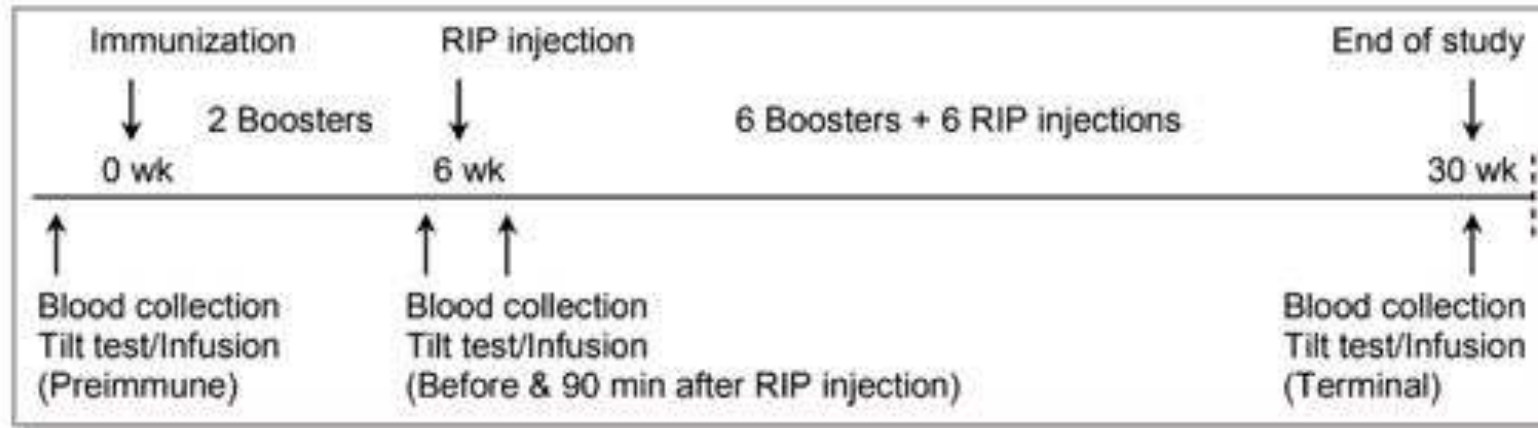 Immunization
RIP injection
End of study
2 Boosters
6 Boosters + 6 RIP injections
0 wk
6 wk
30 wk
Blood collection
Tilt test/Infusion
(Preimmune)
Blood collection
Tilt test/Infusion
(Before & 90 min after RIP injection)
Blood collection
Tilt test/Infusion
(Terminal)